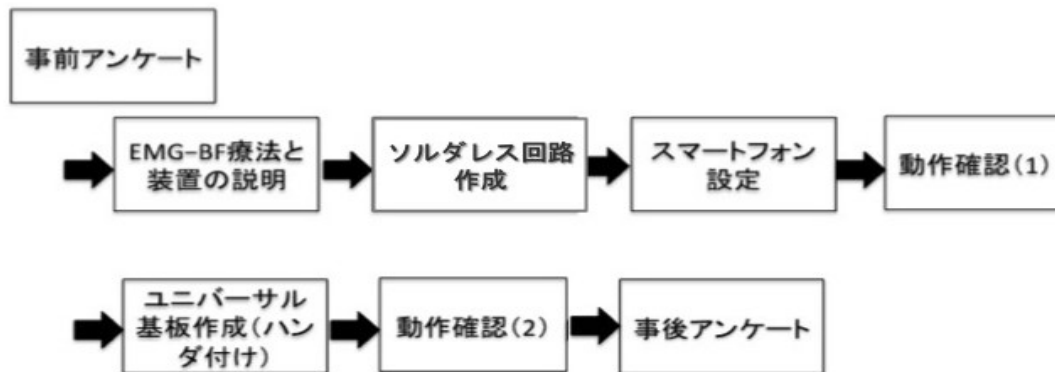 事前アンケート
EMG-BF療法と
装置の説明
ソルダレス回路
作成
スマートフォン
設定
動作確認(1)
ユニバーサル
基板作成(ハン
ダ付け)
動作確認(2)
事後アンケート